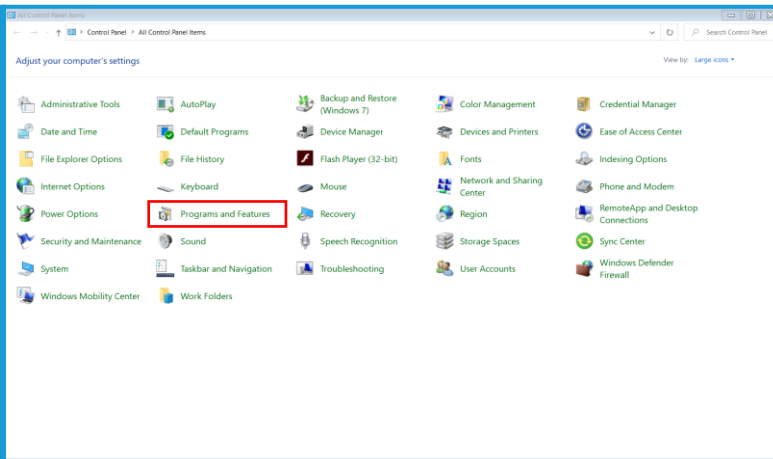 All Control Panel Items
Control Panel > All Control Panel Items
Search Control Panel
Adjust your computer's settings
View by: Large icons
Administrative Tools
AutoPlay
Backup and Restore
(Windows 7)
Color Management
Credential Manager
Date and Time
Default Programs
Device Manager
Devices and Printers
Ease of Access Center
File Explorer Options
File History
Flash Player (32-bit)
Fonts
Indexing Options
Internet Options
Keyboard
Mouse
Network and Sharing
Center
Phone and Modem
Power Options
Programs and Features
Recovery
Region
RemoteApp and Desktop
Connections
Security and Maintenance
Sound
Speech Recognition
Storage Spaces
Sync Center
System
Taskbar and Navigation
Troubleshooting
User Accounts
Windows Defender
Firewall
Windows Mobility Center
Work Folders